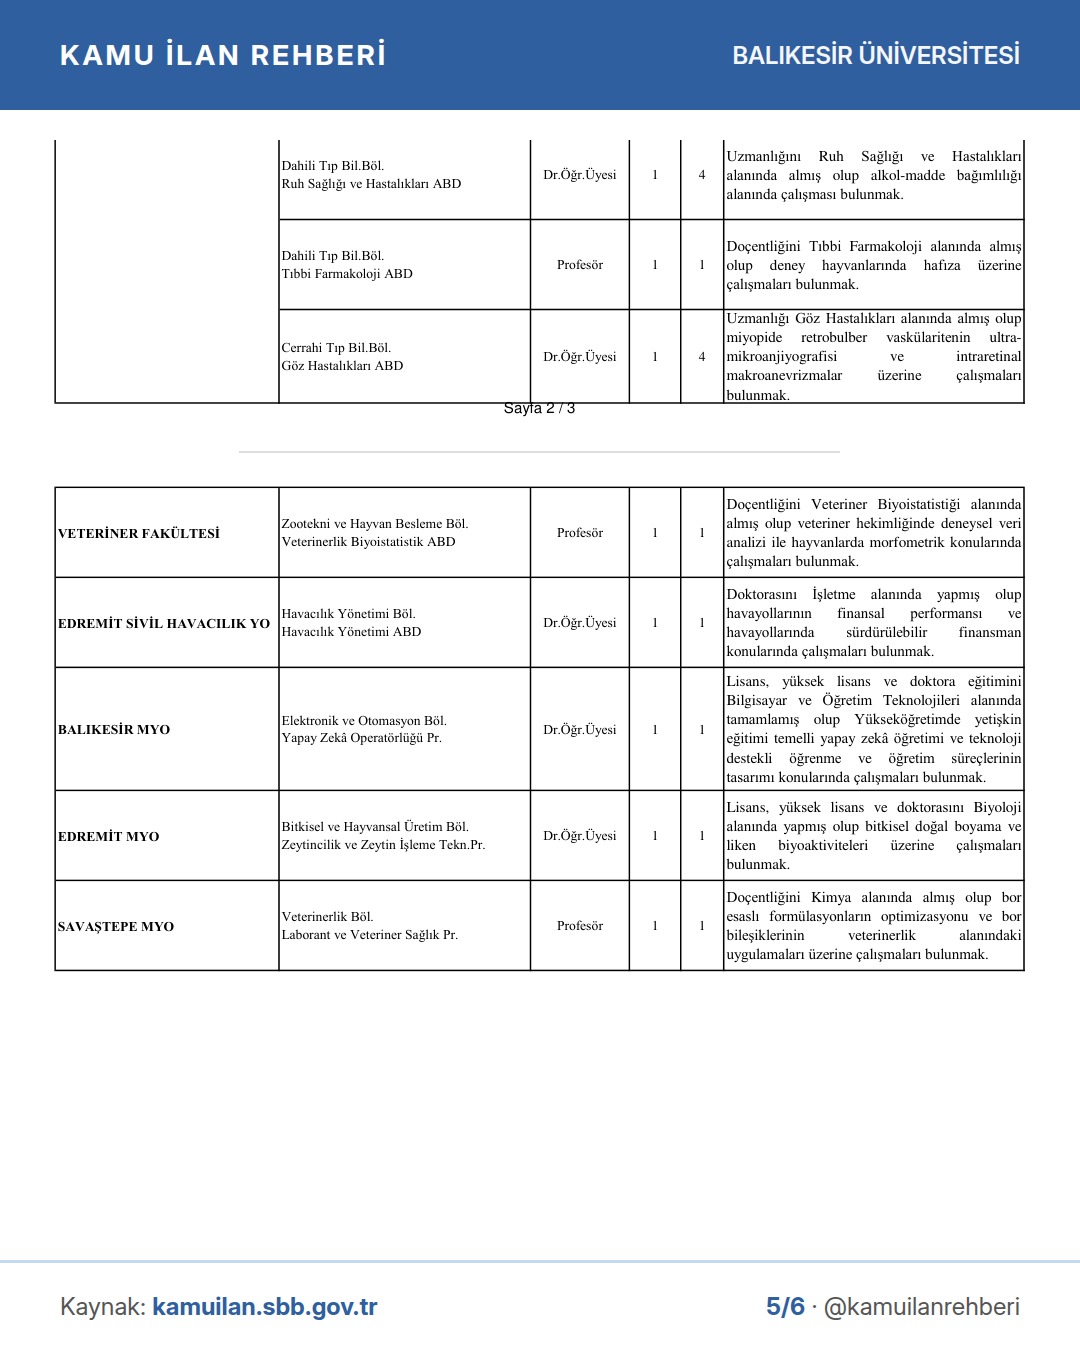 KAMU İLAN REHBERİ
BALIKESİR ÜNİVERSİTESİ
Dahili Tıp Bil.Böl.
Ruh Sağlığı ve Hastalıkları ABD
Dr.Öğr.Üyesi
1
4
Uzmanlığını Ruh Sağlığı ve Hastalıkları
alanında almış olup alkol-madde bağımlılığı
alanında çalışması bulunmak.
Dahili Tıp Bil.Böl.
Tıbbi Farmakoloji ABD
Profesör
1
1
Doçentliğini Tıbbi Farmakoloji alanında almış
olup deney hayvanlarında hafıza üzerine
çalışmaları bulunmak.
Cerrahi Tıp Bil.Böl.
Göz Hastalıkları ABD
Dr.Öğr.Üyesi
1
4
Uzmanlığı Göz Hastalıkları alanında almış olup
miyopide retrobulber vaskülaritenin ultra-
mikroanjiyografisi ve intraretinal
makroanevrizmalar üzerine çalışmaları
bulunmak.
Sayfa 2 / 3
VETERİNER FAKÜLTESİ
Zootekni ve Hayvan Besleme Böl.
Veterinerlik Biyoistatistik ABD
Profesör
1
1
Doçentliğini Veteriner Biyoistatistiği alanında
almış olup veteriner hekimliğinde deneysel veri
analizi ile hayvanlarda morfometrik konularında
çalışmaları bulunmak.
EDREMİT SİVİL HAVACILIK YO
Havacılık Yönetimi Böl.
Havacılık Yönetimi ABD
Dr.Öğr.Üyesi
1
1
Doktorasını İşletme alanında yapmış olup
havayollarının finansal performansı ve
havayollarında sürdürülebilir finansman
konularında çalışmaları bulunmak.
BALIKESİR MYO
Elektronik ve Otomasyon Böl.
Yapay Zekâ Operatörlüğü Pr.
Dr.Öğr.Üyesi
1
1
Lisans, yüksek lisans ve doktora eğitimini
Bilgisayar ve Öğretim Teknolojileri alanında
tamamlamış olup Yükseköğretimde yetişkin
eğitimi temelli yapay zekâ öğretimi ve teknoloji
destekli öğrenme ve öğretim süreçlerinin
tasarımı konularında çalışmaları bulunmak.
EDREMİT MYO
Bitkisel ve Hayvansal Üretim Böl.
Zeytincilik ve Zeytin İşleme Tekn.Pr.
Dr.Öğr.Üyesi
1
1
Lisans, yüksek lisans ve doktorasını Biyoloji
alanında yapmış olup bitkisel doğal boyama ve
liken biyoaktiviteleri üzerine çalışmaları
bulunmak.
SAVAŞTEPE MYO
Veterinerlik Böl.
Laborant ve Veteriner Sağlık Pr.
Profesör
1
1
Doçentliğini Kimya alanında almış olup bor
esaslı formülasyonların optimizasyonu ve bor
bileşiklerinin veterinerlik alanındaki
uygulamaları üzerine çalışmaları bulunmak.
Kaynak: kamuilan.sbb.gov.tr
5/6 · @kamuilanrehberi